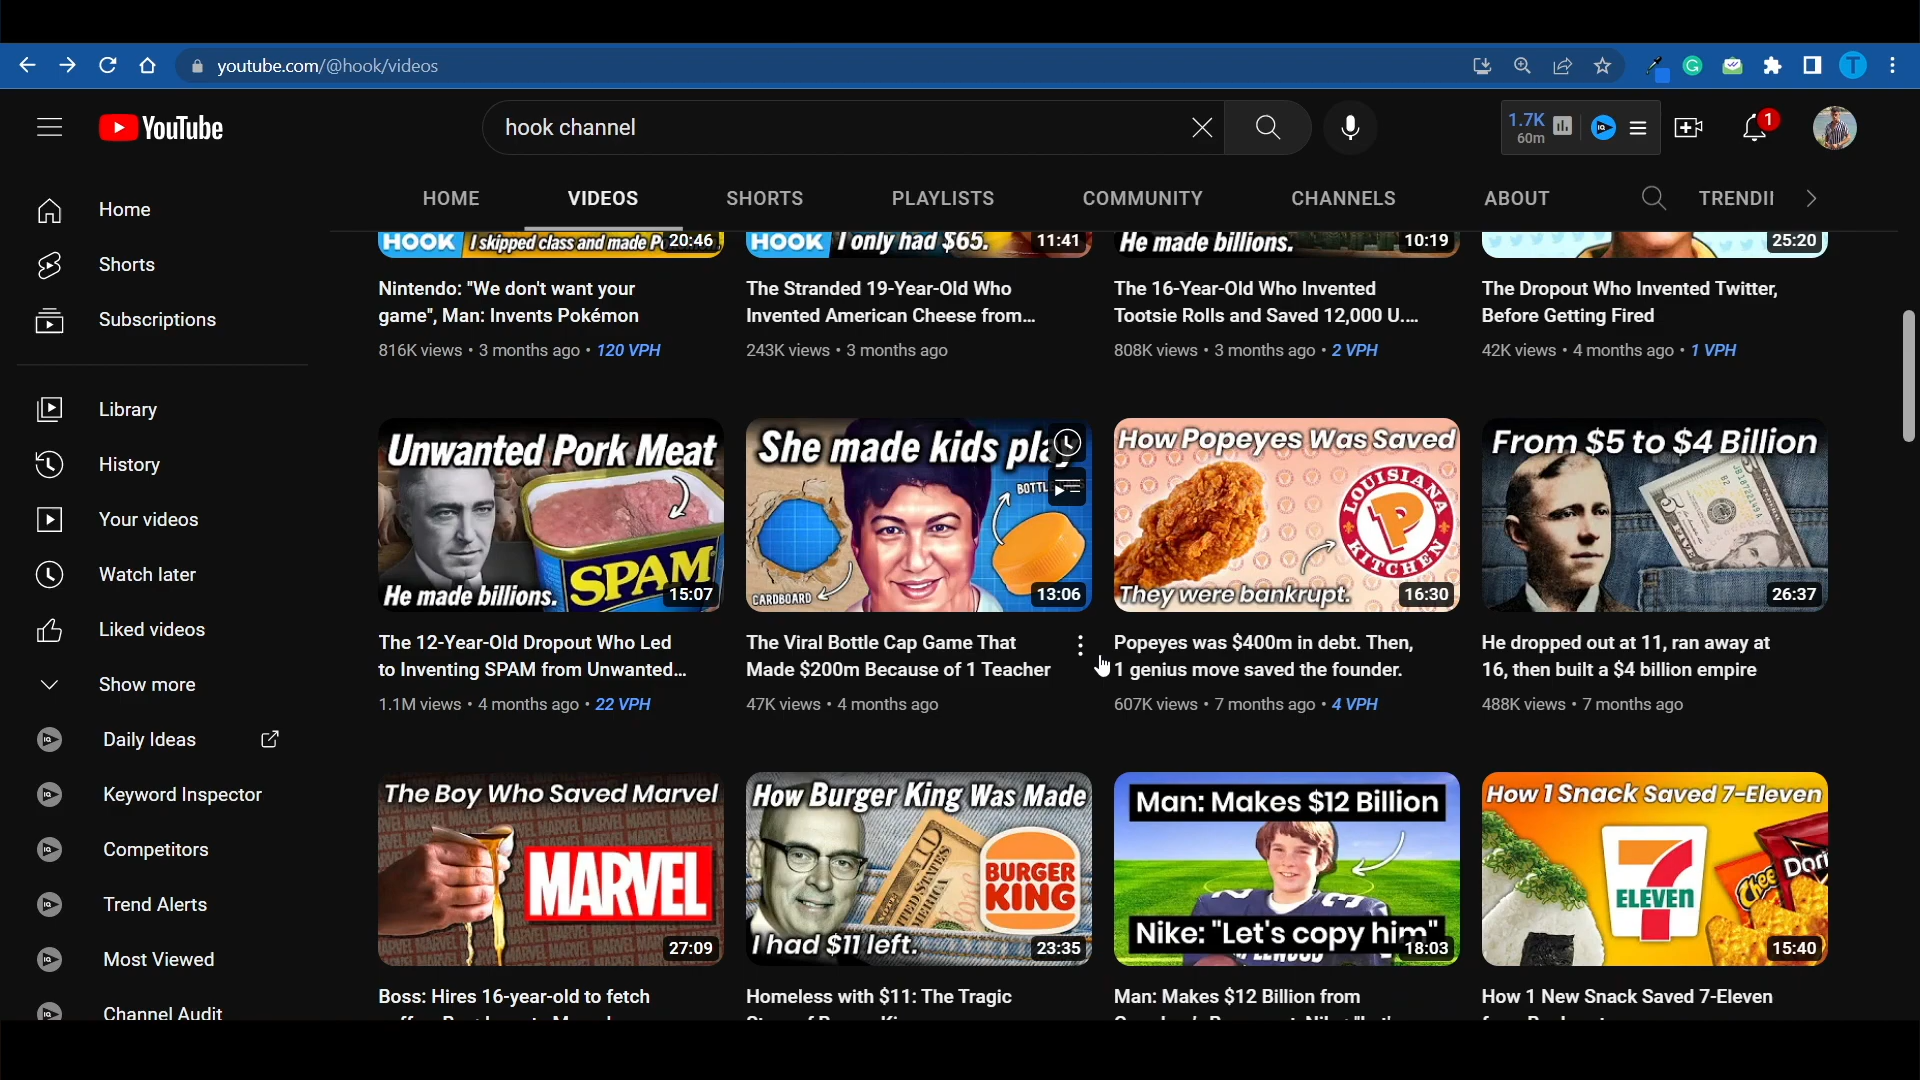 youtube.com/@hook/videos
T
YouTube
hook channel
1.7K
60m
1
HOME
VIDEOS
SHORTS
PLAYLISTS
COMMUNITY
CHANNELS
ABOUT
TRENDII
Home
Shorts
Subscriptions
Library
History
Your videos
Watch later
Liked videos
Show more
Daily Ideas
Keyword Inspector
Competitors
Trend Alerts
Most Viewed
Channel Audit
HOOK I skipped class and made 20:46
HOOK I only had $65. 11:41
He made billions. 10:19
25:20
Nintendo: "We don't want your
game", Man: Invents Pokémon
816K views • 3 months ago • 120 VPH
The Stranded 19-Year-Old Who
Invented American Cheese from...
243K views • 3 months ago
The 16-Year-Old Who Invented
Tootsie Rolls and Saved 12,000 U....
808K views • 3 months ago • 2 VPH
The Dropout Who Invented Twitter,
Before Getting Fired
42K views • 4 months ago • 1 VPH
Unwanted Pork Meat
SPAM
He made billions.
15:07
She made kids pla
BOTTL
CARDBOARD
13:06
How Popeyes Was Saved
LOUISIANA
P
KITCHEN
They were bankrupt.
16:30
From $5 to $4 Billion
26:37
The 12-Year-Old Dropout Who Led
to Inventing SPAM from Unwanted...
1.1M views • 4 months ago • 22 VPH
The Viral Bottle Cap Game That
Made $200m Because of 1 Teacher
47K views • 4 months ago
Popeyes was $400m in debt. Then,
1 genius move saved the founder.
607K views • 7 months ago • 4 VPH
He dropped out at 11, ran away at
16, then built a $4 billion empire
488K views • 7 months ago
The Boy Who Saved Marvel
MARVEL
27:09
How Burger King Was Made
BURGER
KING
I had $11 left.
23:35
Man: Makes $12 Billion
Nike: "Let's copy him"
18:03
How 1 Snack Saved 7-Eleven
7
ELEVEN
Chee
Dori
15:40
Boss: Hires 16-year-old to fetch
Homeless with $11: The Tragic
Man: Makes $12 Billion from
How 1 New Snack Saved 7-Eleven